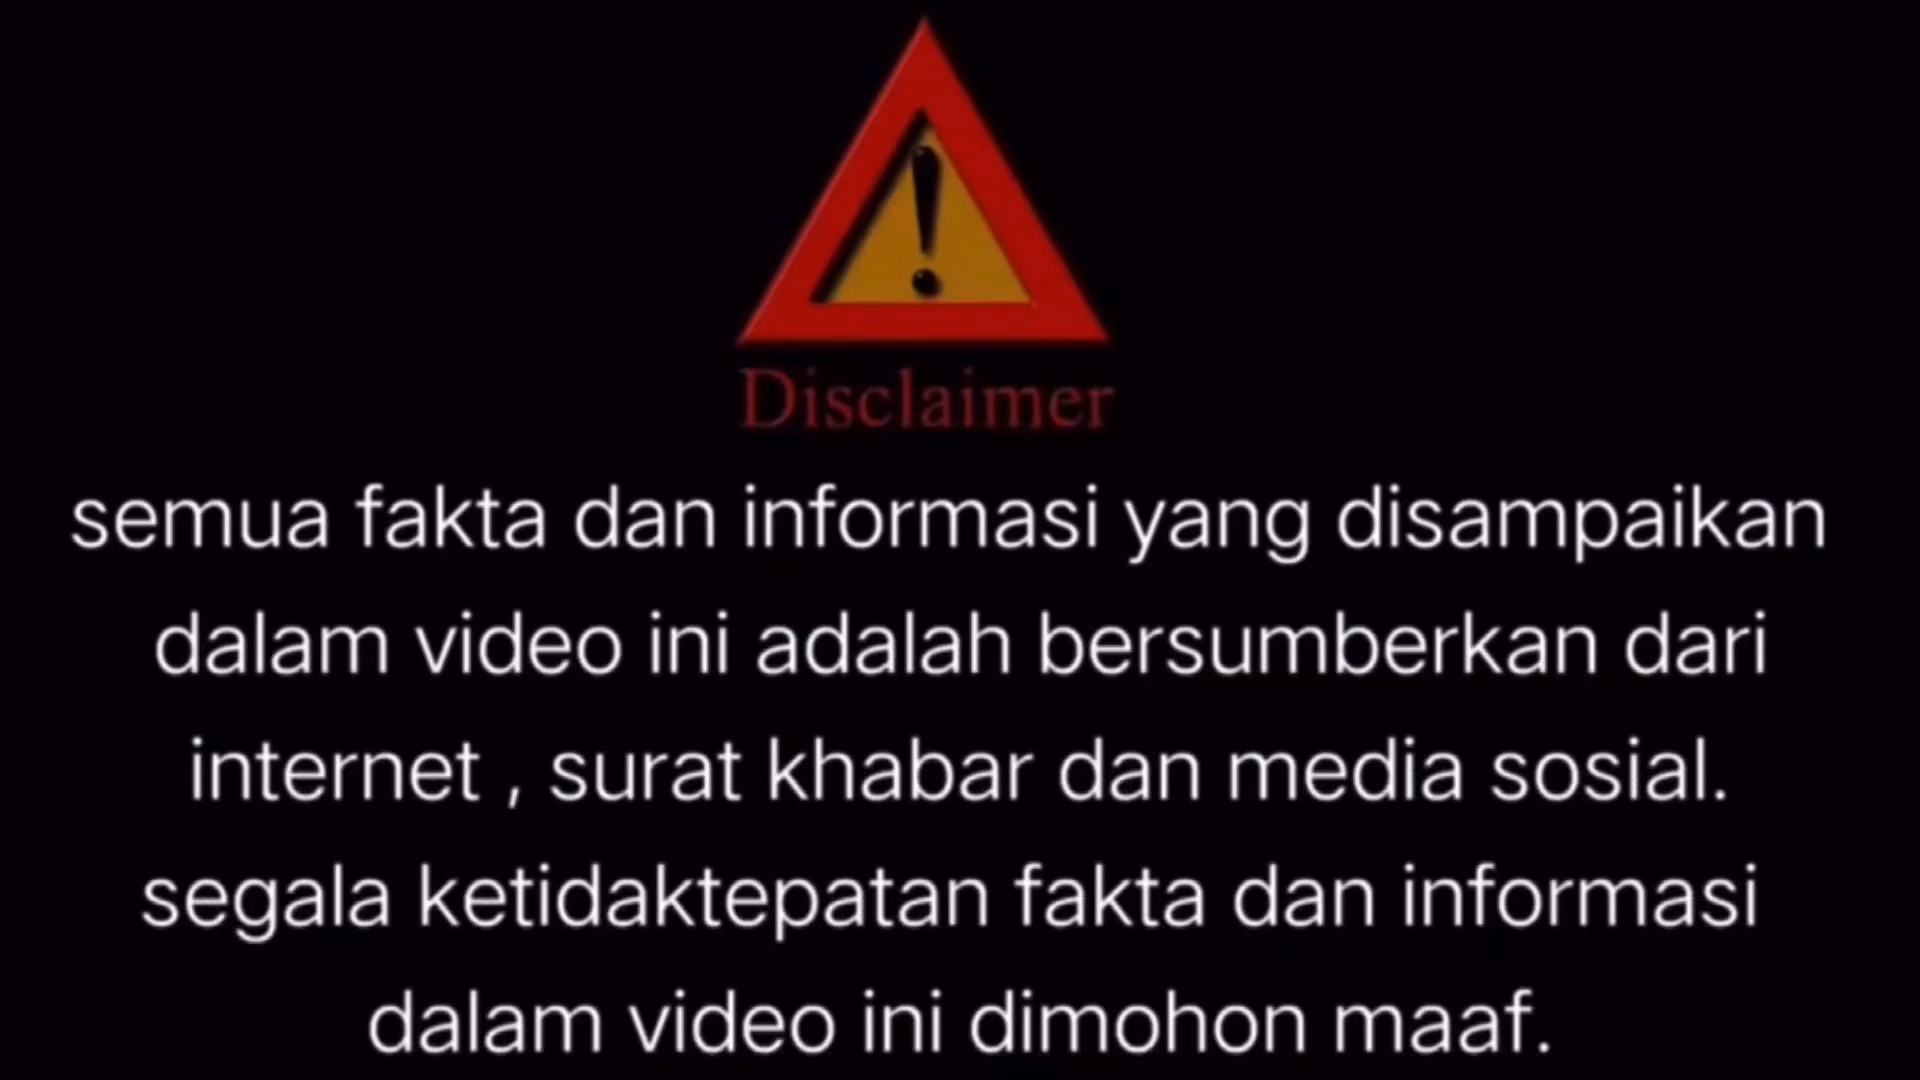 Disclaimer
semua fakta dan informasi yang disampaikan
dalam video ini adalah bersumberkan dari
internet , surat khabar dan media sosial.
segala ketidaktepatan fakta dan informasi
dalam video ini dimohon maaf.